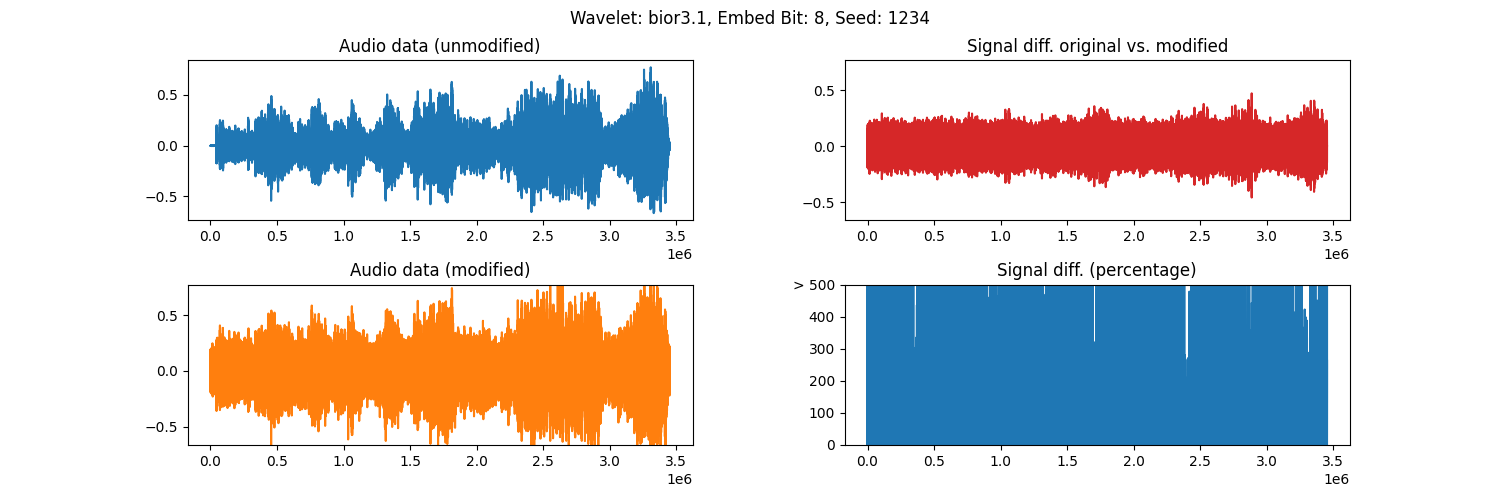 Wavelet: bior3.1, Embed Bit: 8, Seed: 1234
Audio data (unmodified)
0.5
0.0
−0.5
0.0 0.5 1.0 1.5 2.0 2.5 3.0 3.5
1e6
Signal diff. original vs. modified
0.5
0.0
−0.5
0.0 0.5 1.0 1.5 2.0 2.5 3.0 3.5
1e6
Audio data (modified)
0.5
0.0
−0.5
0.0 0.5 1.0 1.5 2.0 2.5 3.0 3.5
1e6
Signal diff. (percentage)
> 500
400
300
200
100
0
0.0 0.5 1.0 1.5 2.0 2.5 3.0 3.5
1e6